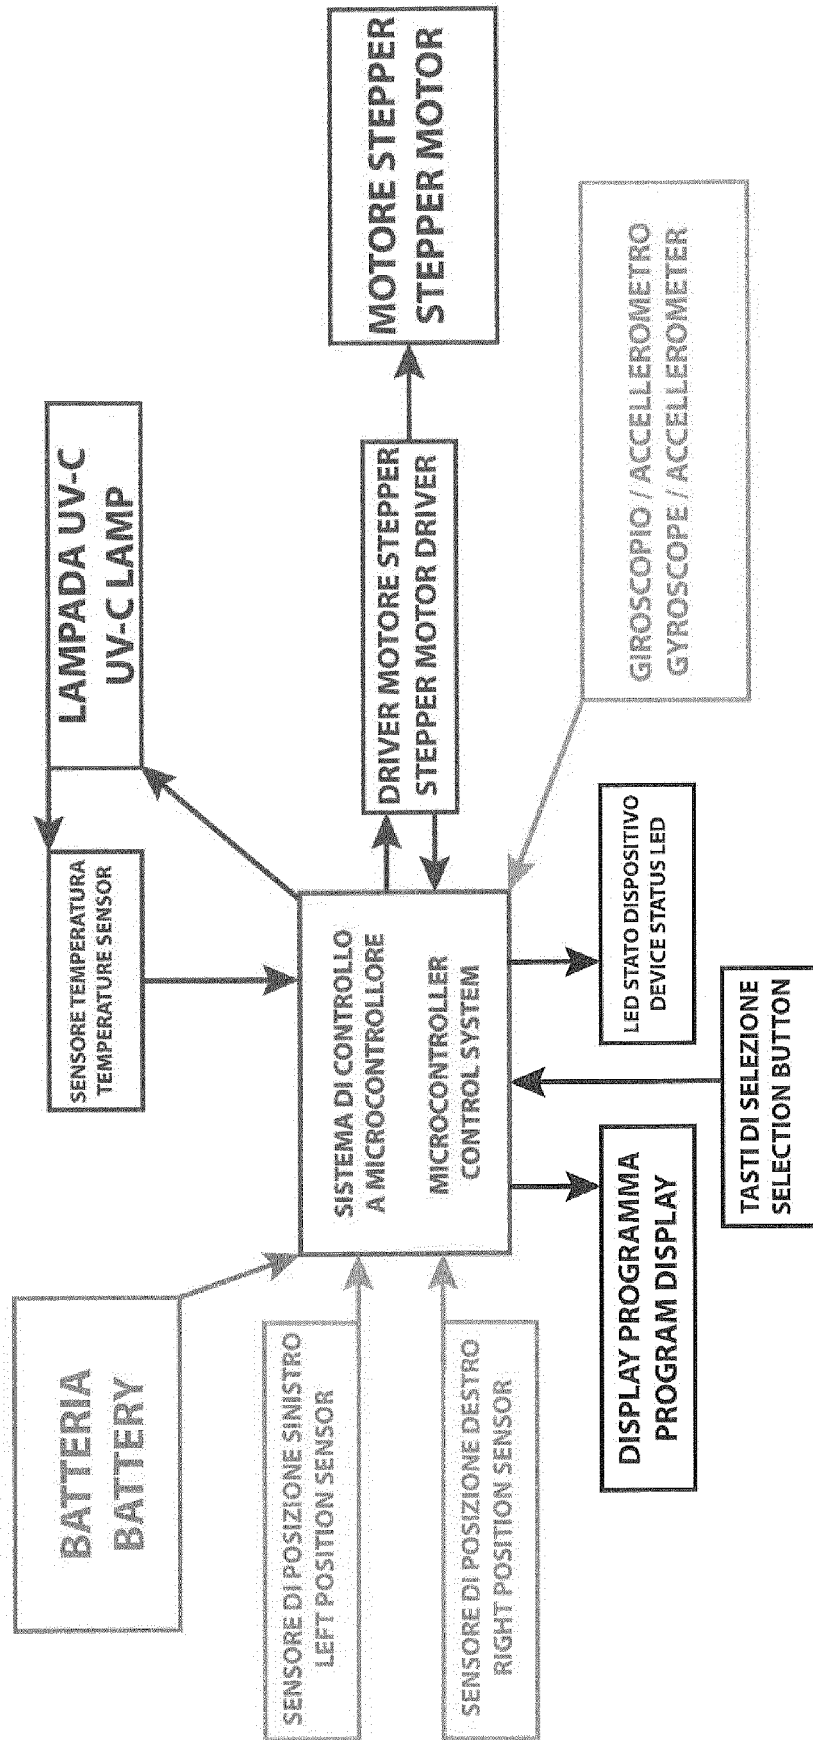 BATTERIA
BATTERY
SENSORE TEMPERATURA
TEMPERATURE SENSOR
LAMPADA UV-C
UV-C LAMP
SENSORE DI POSIZIONE SINISTRO
LEFT POSITION SENSOR
SISTEMA DI CONTROLLO
A MICROCONTROLLORE
MICROCONTROLLER
CONTROL SYSTEM
DRIVER MOTORE STEPPER
STEPPER MOTOR DRIVER
MOTORE STEPPER
STEPPER MOTOR
SENSORE DI POSIZIONE DESTRO
RIGHT POSITION SENSOR
DISPLAY PROGRAMMA
PROGRAM DISPLAY
LED STATO DISPOSITIVO
DEVICE STATUS LED
GIROSCOPIO / ACCELLEROMETRO
GYROSCOPE / ACCELLEROMETER
TASTI DI SELEZIONE
SELECTION BUTTON